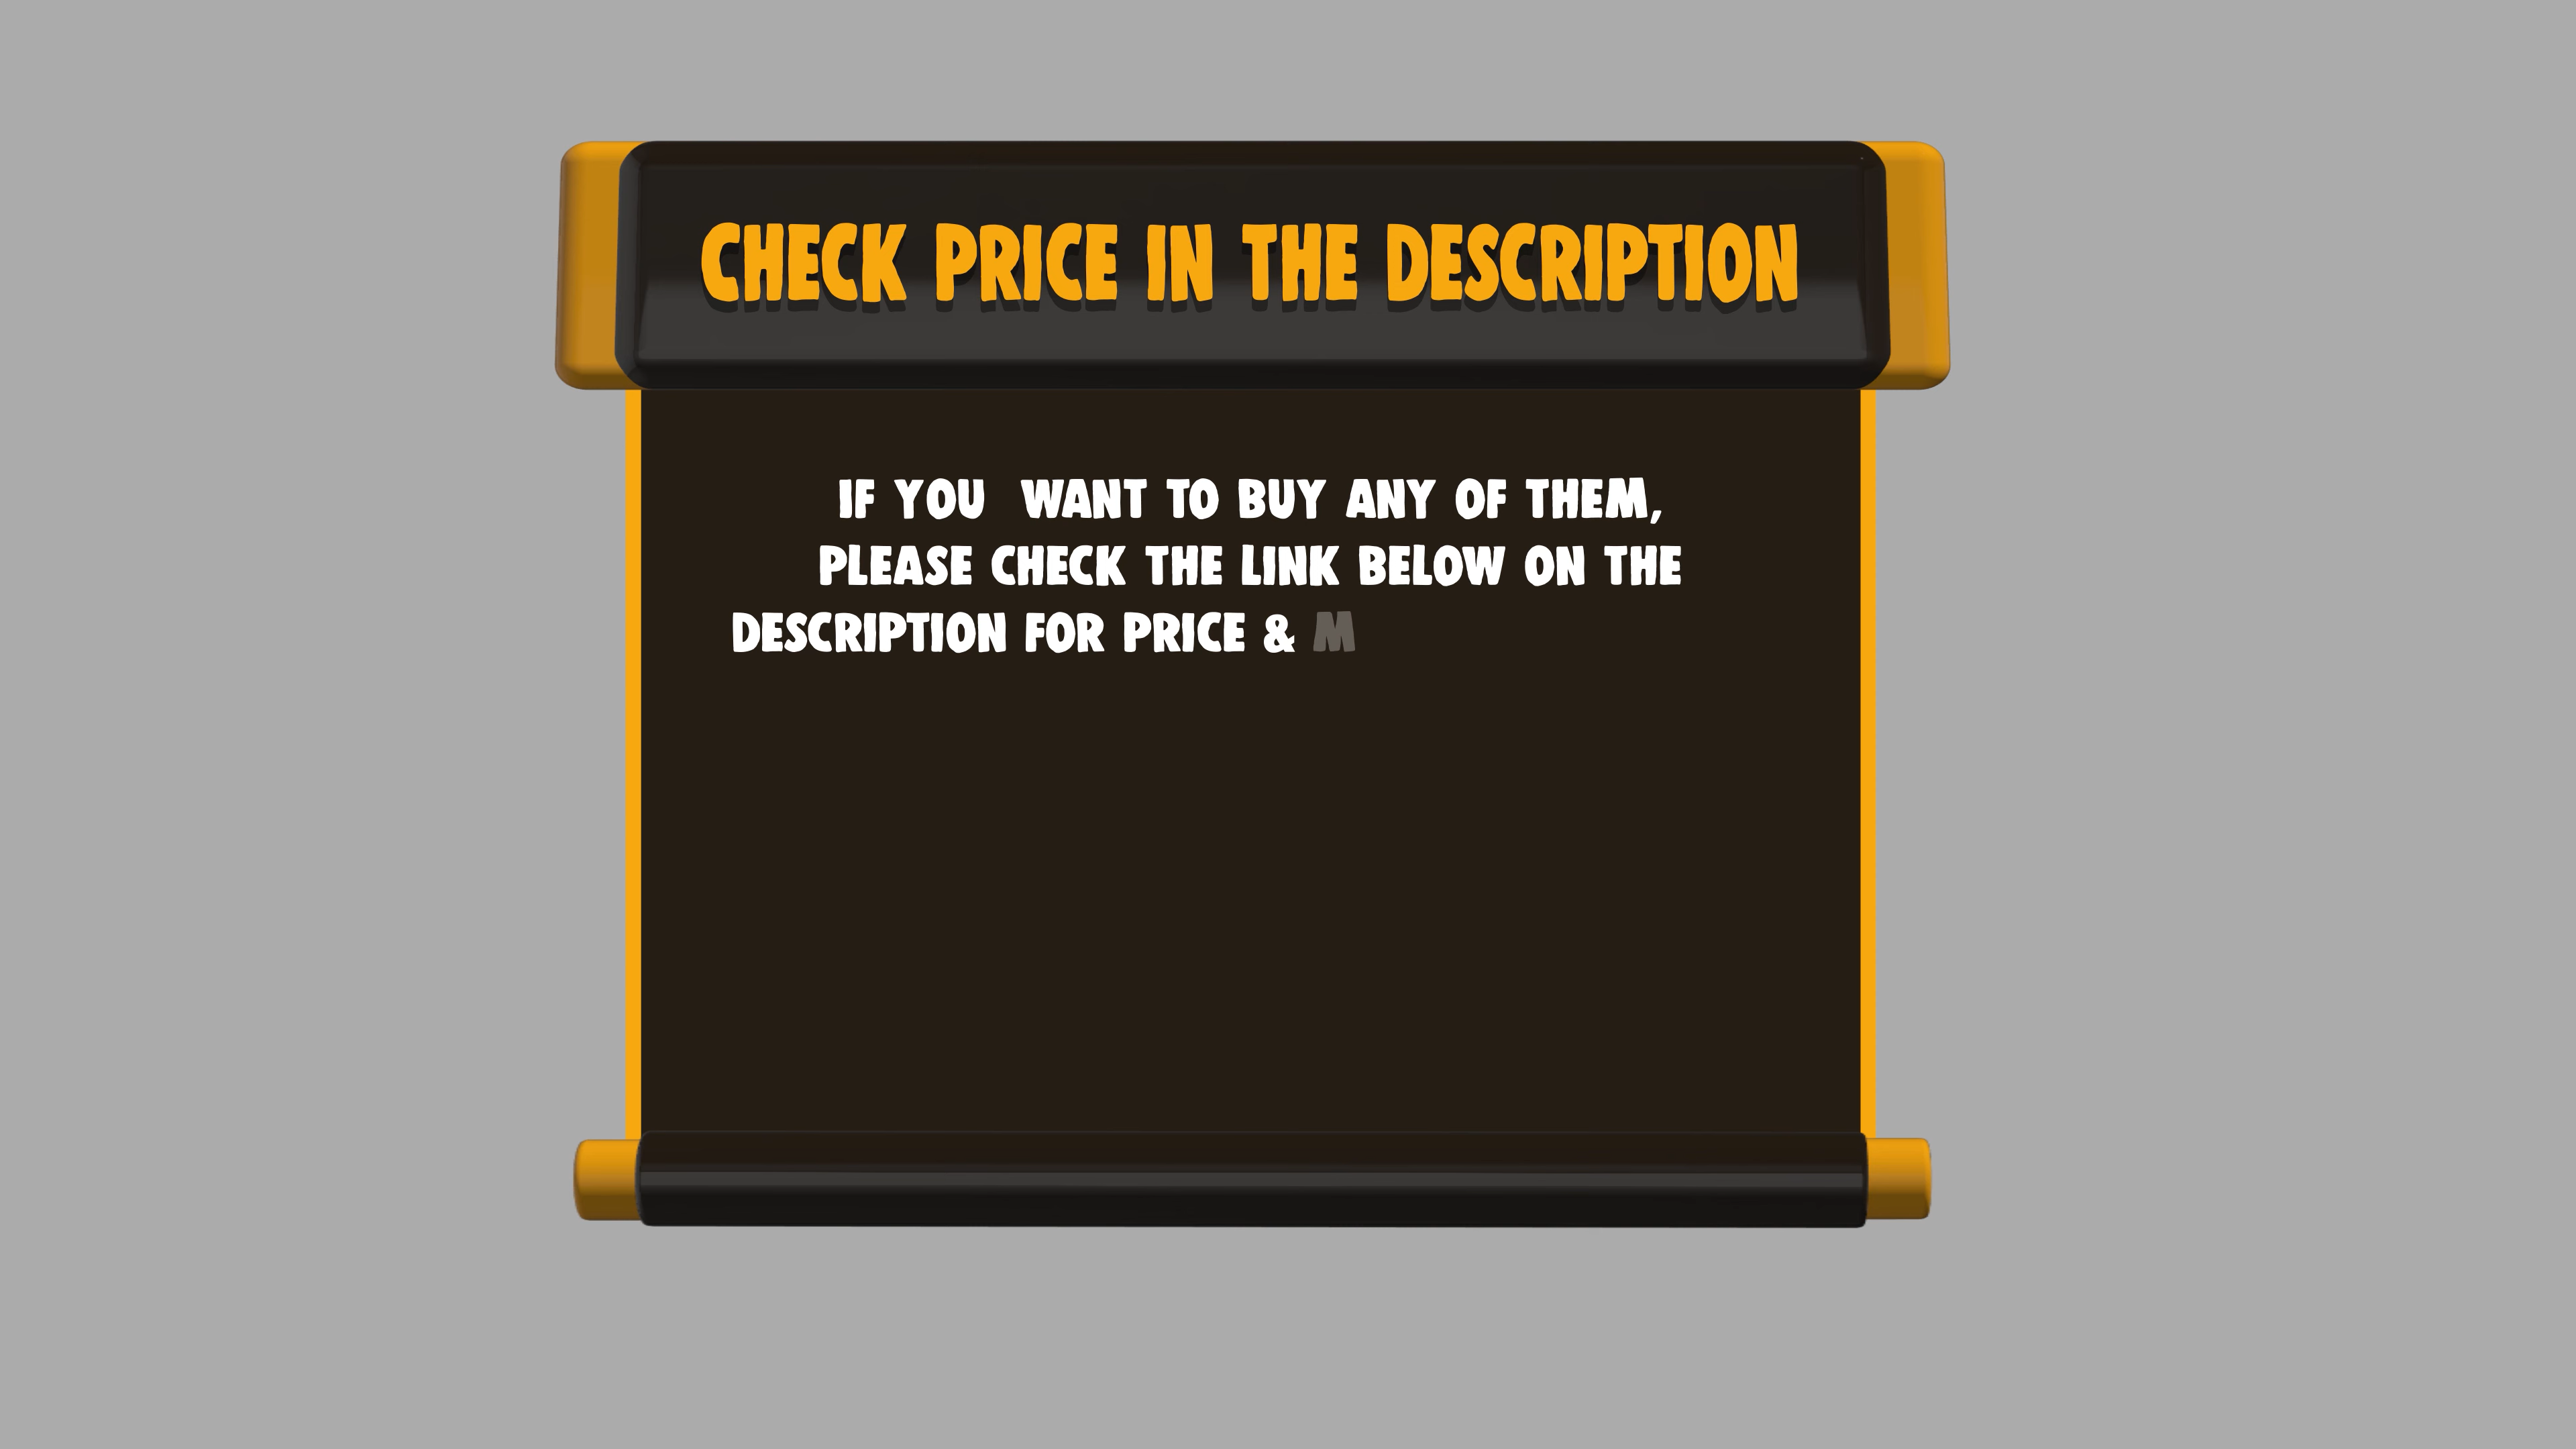 CHECK PRICE IN THE DESCRIPTION
IF YOU  WANT TO BUY ANY OF THEM,
PLEASE CHECK THE LINK BELOW ON THE
DESCRIPTION FOR PRICE & M